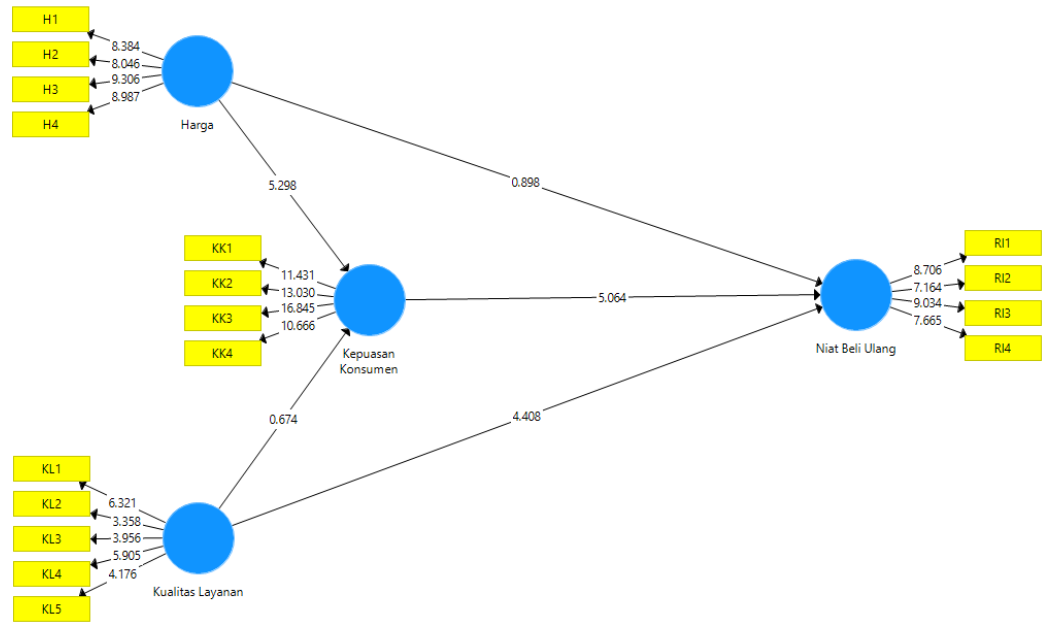 H1
H2
H3
H4
8.384
8.046
9.306
8.987
Harga
5.298
0.898
KK1
KK2
KK3
KK4
11.431
13.030
16.845
10.666
Kepuasan
Konsumen
5.064
RI1
RI2
RI3
RI4
8.706
7.164
9.034
7.665
Niat Beli Ulang
0.674
4.408
KL1
KL2
KL3
KL4
KL5
6.321
3.358
3.956
5.905
4.176
Kualitas Layanan